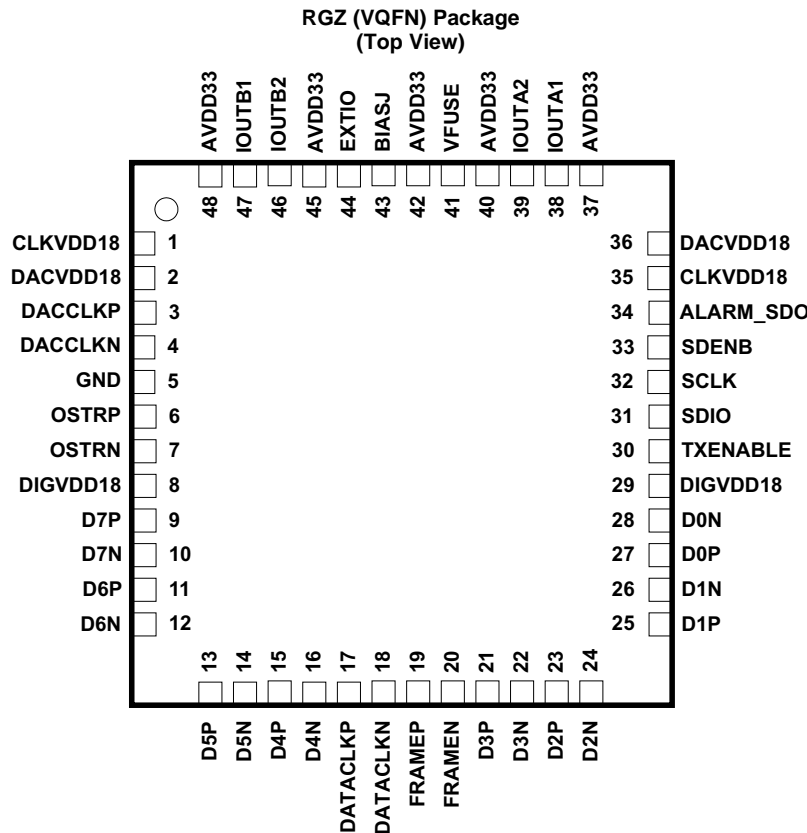 RGZ (VQFN) Package
(Top View)
AVDD33
IOUTB1
IOUTB2
AVDD33
EXTIO
BIASJ
AVDD33
VFUSE
AVDD33
IOUTA2
IOUTA1
AVDD33
48
47
46
45
44
43
42
41
40
39
38
37
CLKVDD18 1
DACVDD18 2
DACCLKP 3
DACCLKN 4
GND 5
OSTRP 6
OSTRN 7
DIGVDD18 8
D7P 9
D7N 10
D6P 11
D6N 12
36 DACVDD18
35 CLKVDD18
34 ALARM_SDO
33 SDENB
32 SCLK
31 SDIO
30 TXENABLE
29 DIGVDD18
28 D0N
27 D0P
26 D1N
25 D1P
13
14
15
16
17
18
19
20
21
22
23
24
D5P
D5N
D4P
D4N
DATACLKP
DATACLKN
FRAMEP
FRAMEN
D3P
D3N
D2P
D2N